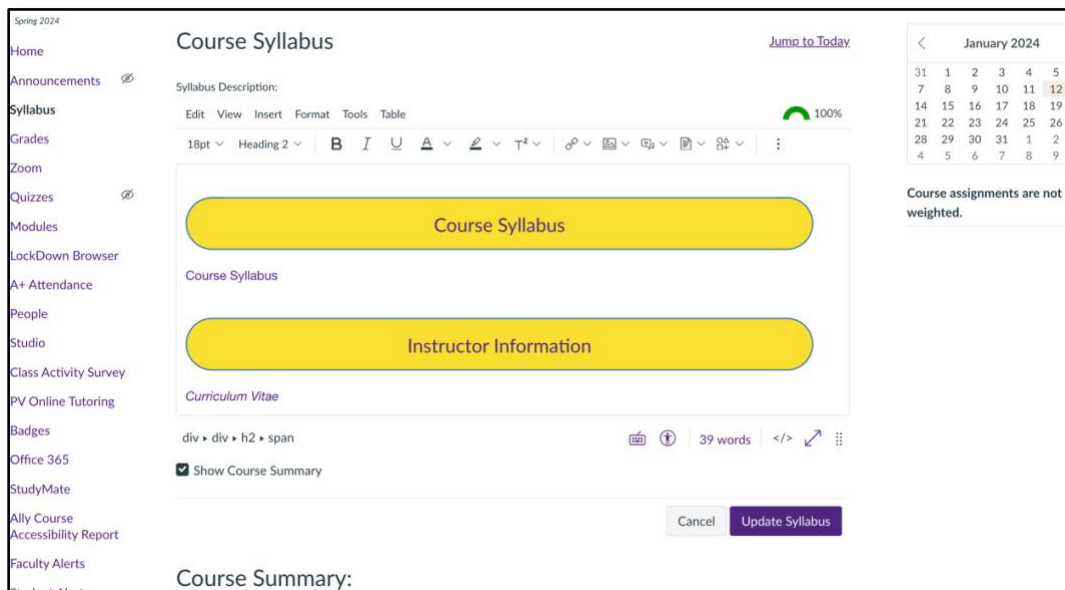 Spring 2024
Home
Announcements
Syllabus
Grades
Zoom
Quizzes
Modules
LockDown Browser
A+ Attendance
People
Studio
Class Activity Survey
PV Online Tutoring
Badges
Office 365
StudyMate
Ally Course
Accessibility Report
Faculty Alerts
Course Syllabus
Jump to Today
Syllabus Description:
Edit View Insert Format Tools Table
100%
18pt Heading 2 B I U A T²
Course Syllabus
Course Syllabus
Instructor Information
Curriculum Vitae
div ▸ div ▸ h2 ▸ span
39 words </>
Show Course Summary
Cancel Update Syllabus
Course Summary:
January 2024
31 1 2 3 4 5
7 8 9 10 11 12
14 15 16 17 18 19
21 22 23 24 25 26
28 29 30 31 1 2
4 5 6 7 8 9
Course assignments are not
weighted.